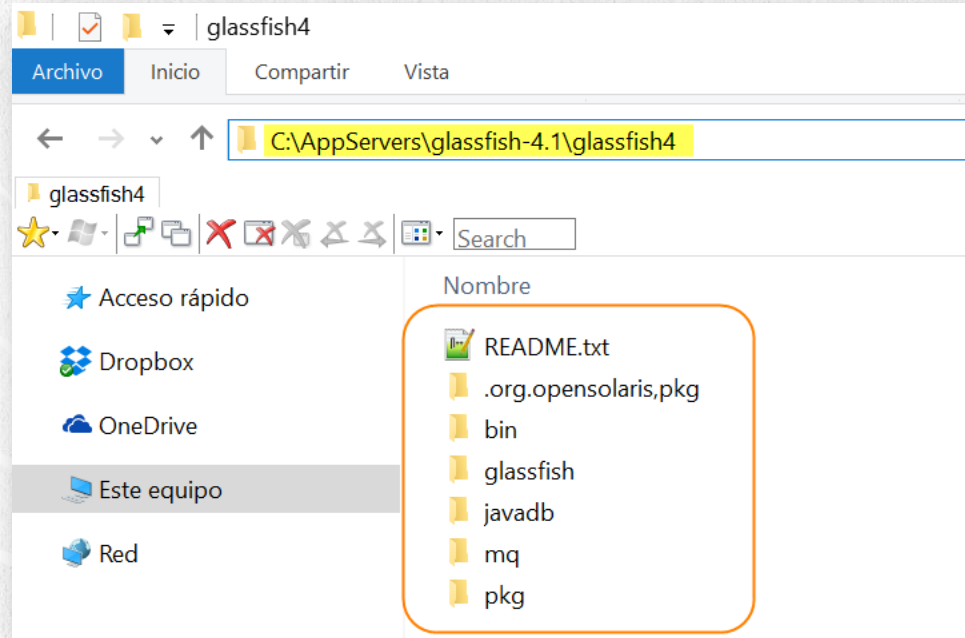 glassfish4
Archivo Inicio Compartir Vista
C:\AppServers\glassfish-4.1\glassfish4
glassfish4
Search
Acceso rápido
Dropbox
OneDrive
Este equipo
Red
Nombre
README.txt
.org.opensolaris,pkg
bin
glassfish
javadb
mq
pkg